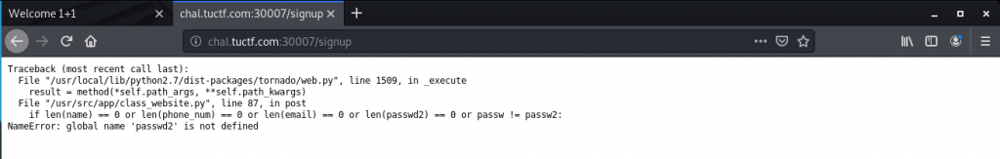 Welcome 1+1
chal.tuctf.com:30007/signup
chal.tuctf.com:30007/signup
Traceback (most recent call last):
  File "/usr/local/lib/python2.7/dist-packages/tornado/web.py", line 1509, in _execute
    result = method(*self.path_args, **self.path_kwargs)
  File "/usr/src/app/class_website.py", line 87, in post
    if len(name) == 0 or len(phone_num) == 0 or len(email) == 0 or len(passwd2) == 0 or passw != passw2:
NameError: global name 'passwd2' is not defined